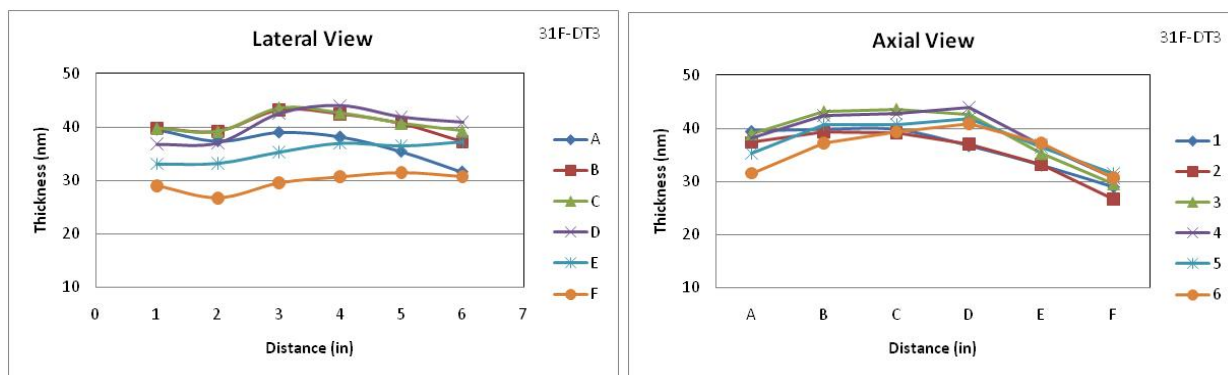 Lateral View
31F-DT3
50
40
30
20
10
Thickness (nm)
0 1 2 3 4 5 6 7
Distance (in)
A
B
C
D
E
F
Axial View
31F-DT3
50
40
30
20
10
Thickness (nm)
A B C D E F
Distance (in)
1
2
3
4
5
6